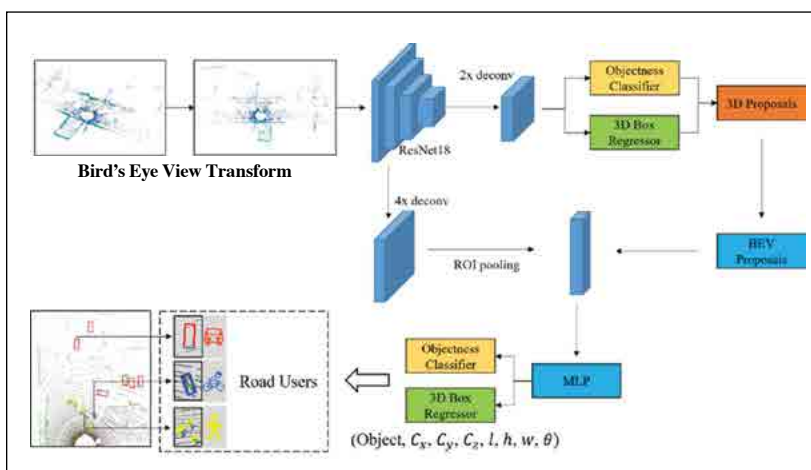 2x deconv
Objectness
Classifier
3D Box
Regressor
3D Proposals
ResNet18
Bird's Eye View Transform
4x deconv
ROI pooling
BEV
Proposals
Objectness
Classifier
3D Box
Regressor
MLP
Road Users
(Object, Cₓ, C_y, C_z, l, h, w, θ)